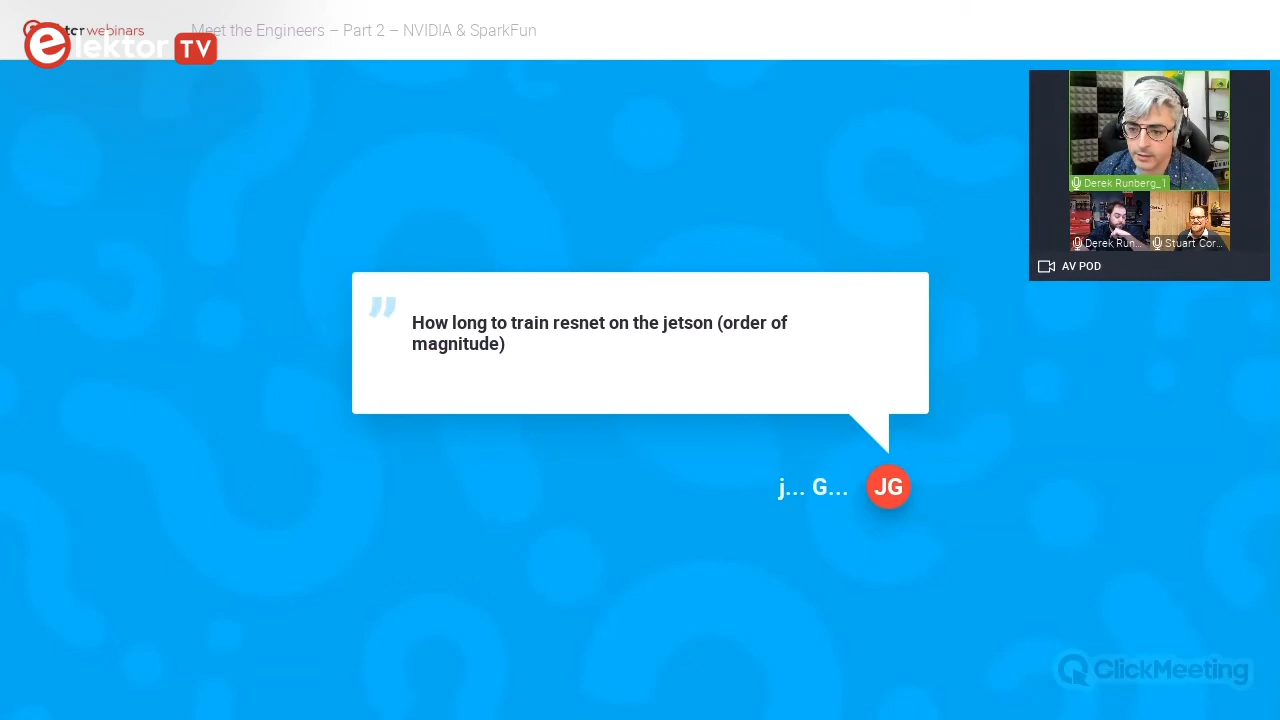 elektor TV
webinars
Meet the Engineers – Part 2 – NVIDIA & SparkFun
Derek Runberg_1
Derek Run...
Stuart Cor...
AV POD
How long to train resnet on the jetson (order of
magnitude)
j... G...
JG
ClickMeeting